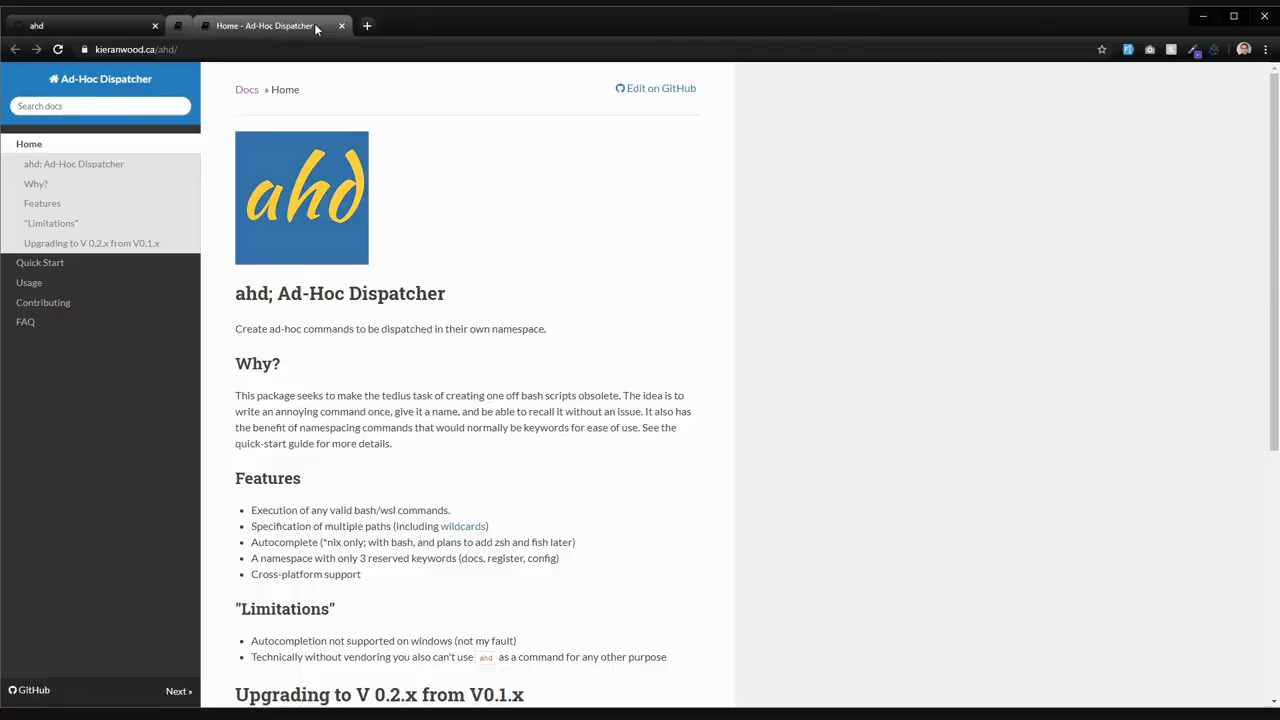 ahd
Home - Ad-Hoc Dispatcher
kieranwood.ca/ahd/
Ad-Hoc Dispatcher
Search docs
Home
ahd; Ad-Hoc Dispatcher
Why?
Features
"Limitations"
Upgrading to V 0.2.x from V0.1.x
Quick Start
Usage
Contributing
FAQ
GitHub
Next »
Docs » Home
Edit on GitHub
ahd
ahd; Ad-Hoc Dispatcher
Create ad-hoc commands to be dispatched in their own namespace.
Why?
This package seeks to make the tedius task of creating one off bash scripts obsolete. The idea is to
write an annoying command once, give it a name, and be able to recall it without an issue. It also has
the benefit of namespacing commands that would normally be keywords for ease of use. See the
quick-start guide for more details.
Features
• Execution of any valid bash/wsl commands.
• Specification of multiple paths (including wildcards)
• Autocomplete (*nix only; with bash, and plans to add zsh and fish later)
• A namespace with only 3 reserved keywords (docs, register, config)
• Cross-platform support
"Limitations"
• Autocompletion not supported on windows (not my fault)
• Technically without vendoring you also can't use ahd as a command for any other purpose
Upgrading to V 0.2.x from V0.1.x